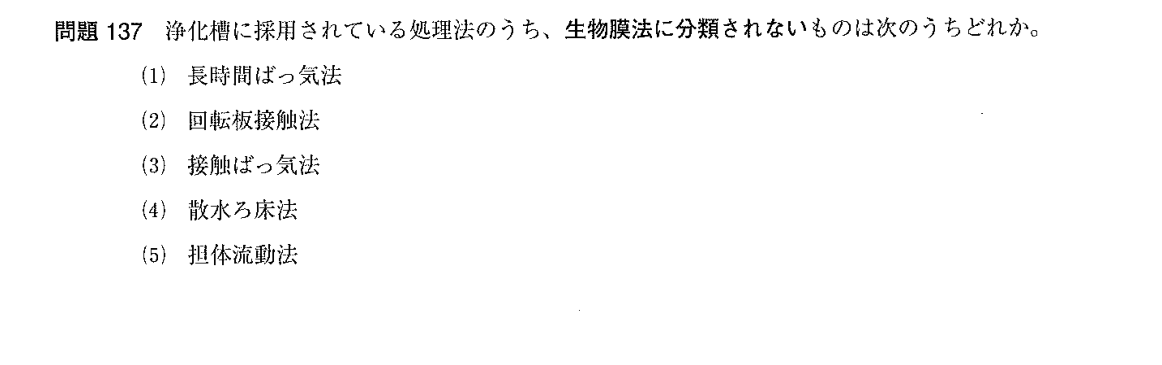 問題 137 浄化槽に採用されている処理法のうち、生物膜法に分類されないものは次のうちどれか。
(1) 長時間ばっ気法
(2) 回転板接触法
(3) 接触ばっ気法
(4) 散水ろ床法
(5) 担体流動法